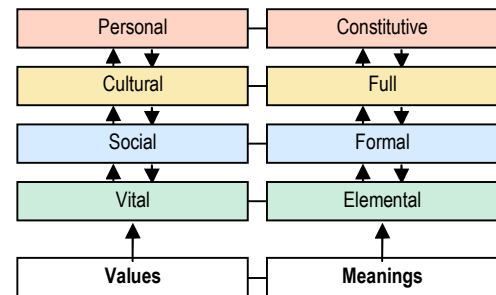 Personal Constitutive
Cultural Full
Social Formal
Vital Elemental
Values Meanings